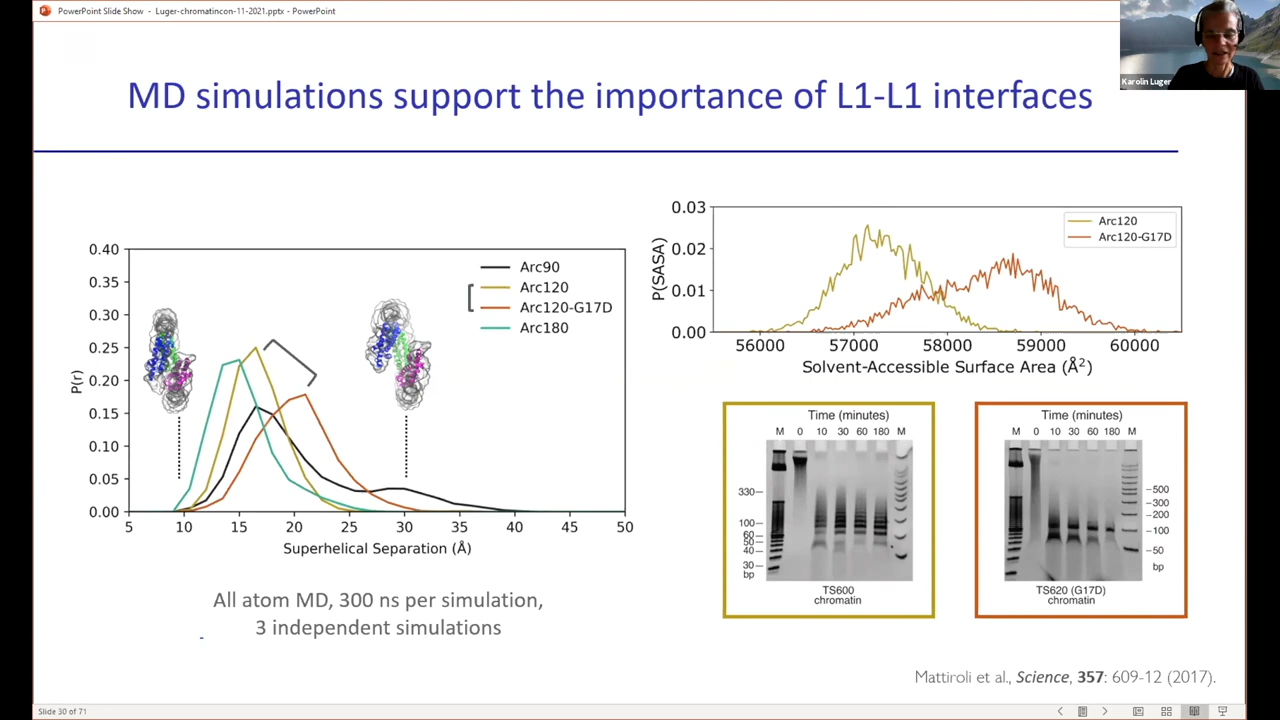 PowerPoint Slide Show - Luger-chromatincon-11-2021.pptx - PowerPoint
Karolin Luger
MD simulations support the importance of L1-L1 interfaces
0.40
0.35
0.30
0.25
0.20
0.15
0.10
0.05
0.00
P(r)
5 10 15 20 25 30 35 40 45 50
Superhelical Separation (Å)
Arc90
Arc120
Arc120-G17D
Arc180
All atom MD, 300 ns per simulation,
3 independent simulations
0.03
0.02
0.01
0.00
P(SASA)
Arc120
Arc120-G17D
56000 57000 58000 59000 60000
Solvent-Accessible Surface Area (Å²)
Time (minutes)
M 0 10 30 60 180 M
330
100
60
50
40
30
bp
TS600
chromatin
Time (minutes)
M 0 10 30 60 180 M
500
300
200
100
50
bp
TS620 (G17D)
chromatin
Mattiroli et al., Science, 357: 609-12 (2017).
Slide 30 of 71